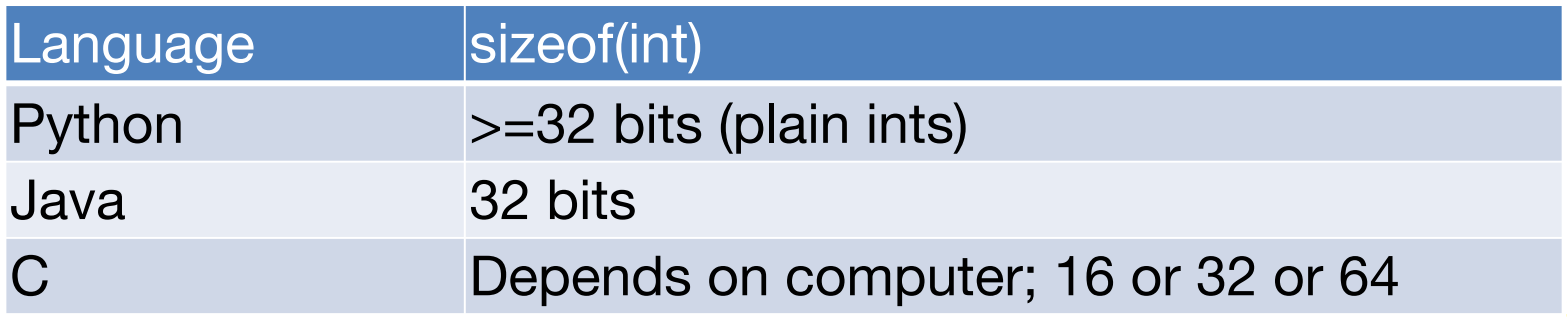 Language sizeof(int)
Python >=32 bits (plain ints)
Java 32 bits
C Depends on computer; 16 or 32 or 64